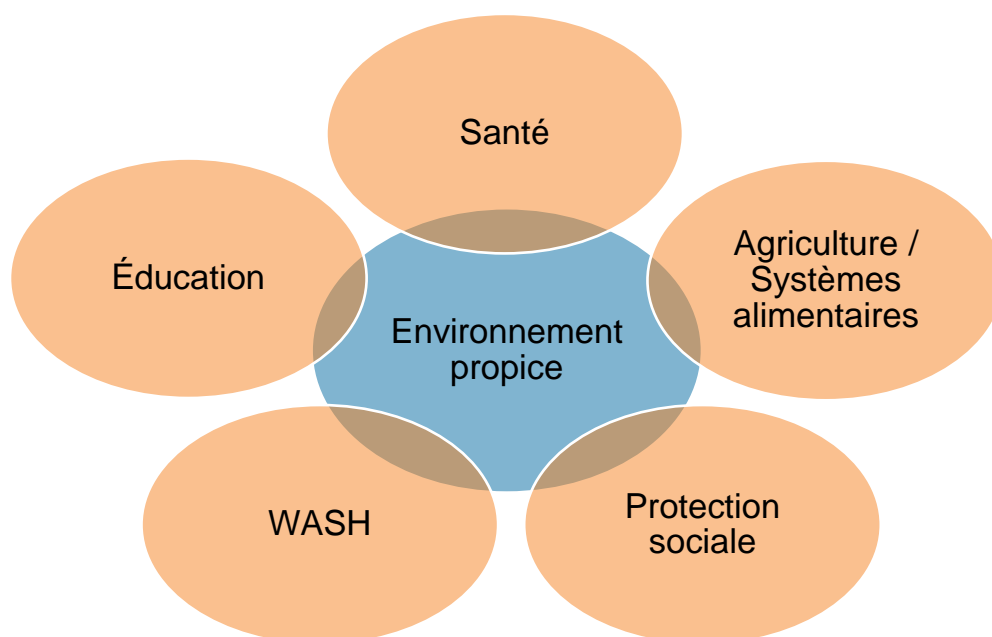 Santé
Éducation
Agriculture /
Systèmes
alimentaires
Environnement
propice
WASH
Protection
sociale